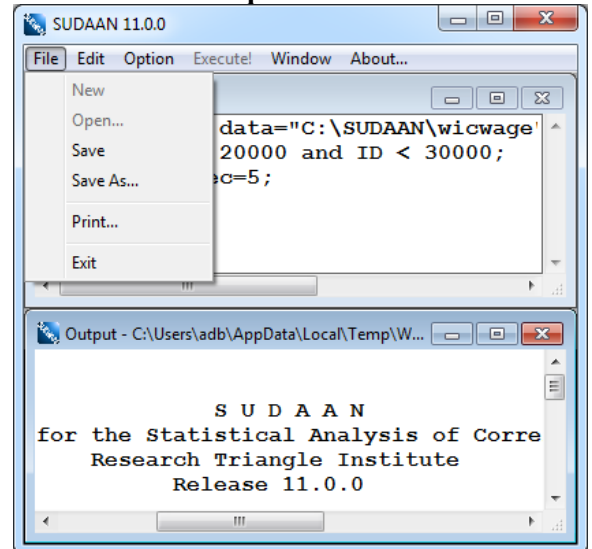 SUDAAN 11.0.0
File Edit Option Execute! Window About...
New
Open...
Save
Save As...
Print...
Exit
data="C:\SUDAAN\wicwage'
20000 and ID < 30000;
ec=5;
Output - C:\Users\adb\AppData\Local\Temp\W...
S U D A A N
for the Statistical Analysis of Corre
Research Triangle Institute
Release 11.0.0